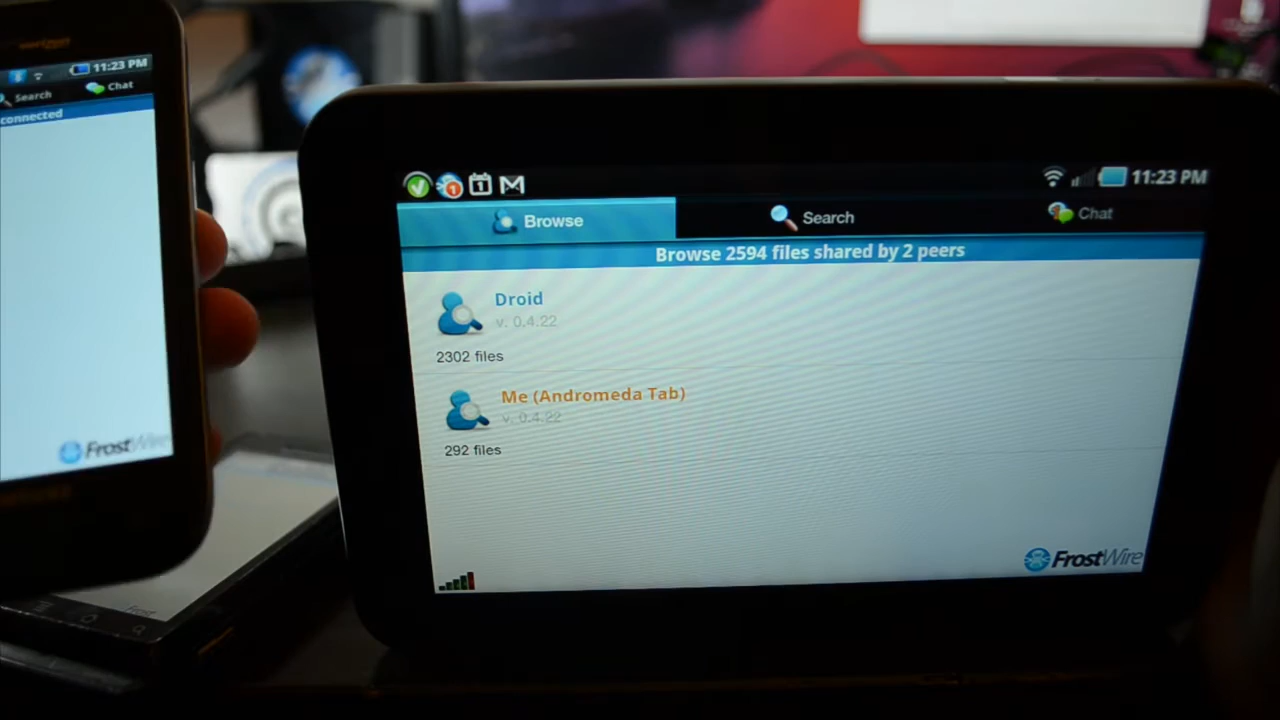 verizon
11:23 PM
Search
Chat
connected
FrostWire
11:23 PM
Browse
Search
Chat
Browse 2594 files shared by 2 peers
Droid
v. 0.4.22
2302 files
Me (Andromeda Tab)
v. 0.4.22
292 files
FrostWire